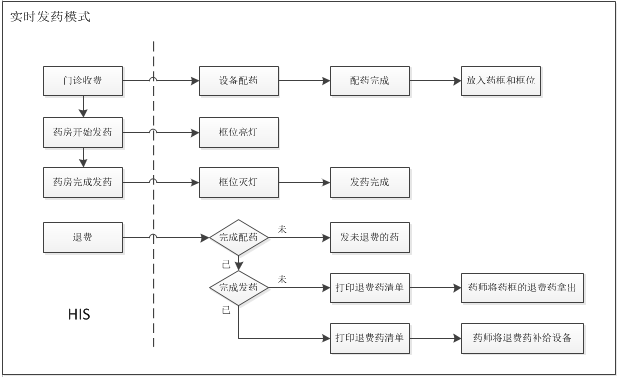 实时发药模式
门诊收费
设备配药
配药完成
放入药框和框位
药房开始发药
框位亮灯
药房完成发药
框位灭灯
发药完成
退费
完成配药
未
发未退费的药
已
完成发药
未
打印退费药清单
药师将药框的退费药拿出
已
HIS
打印退费药清单
药师将退费药补给设备